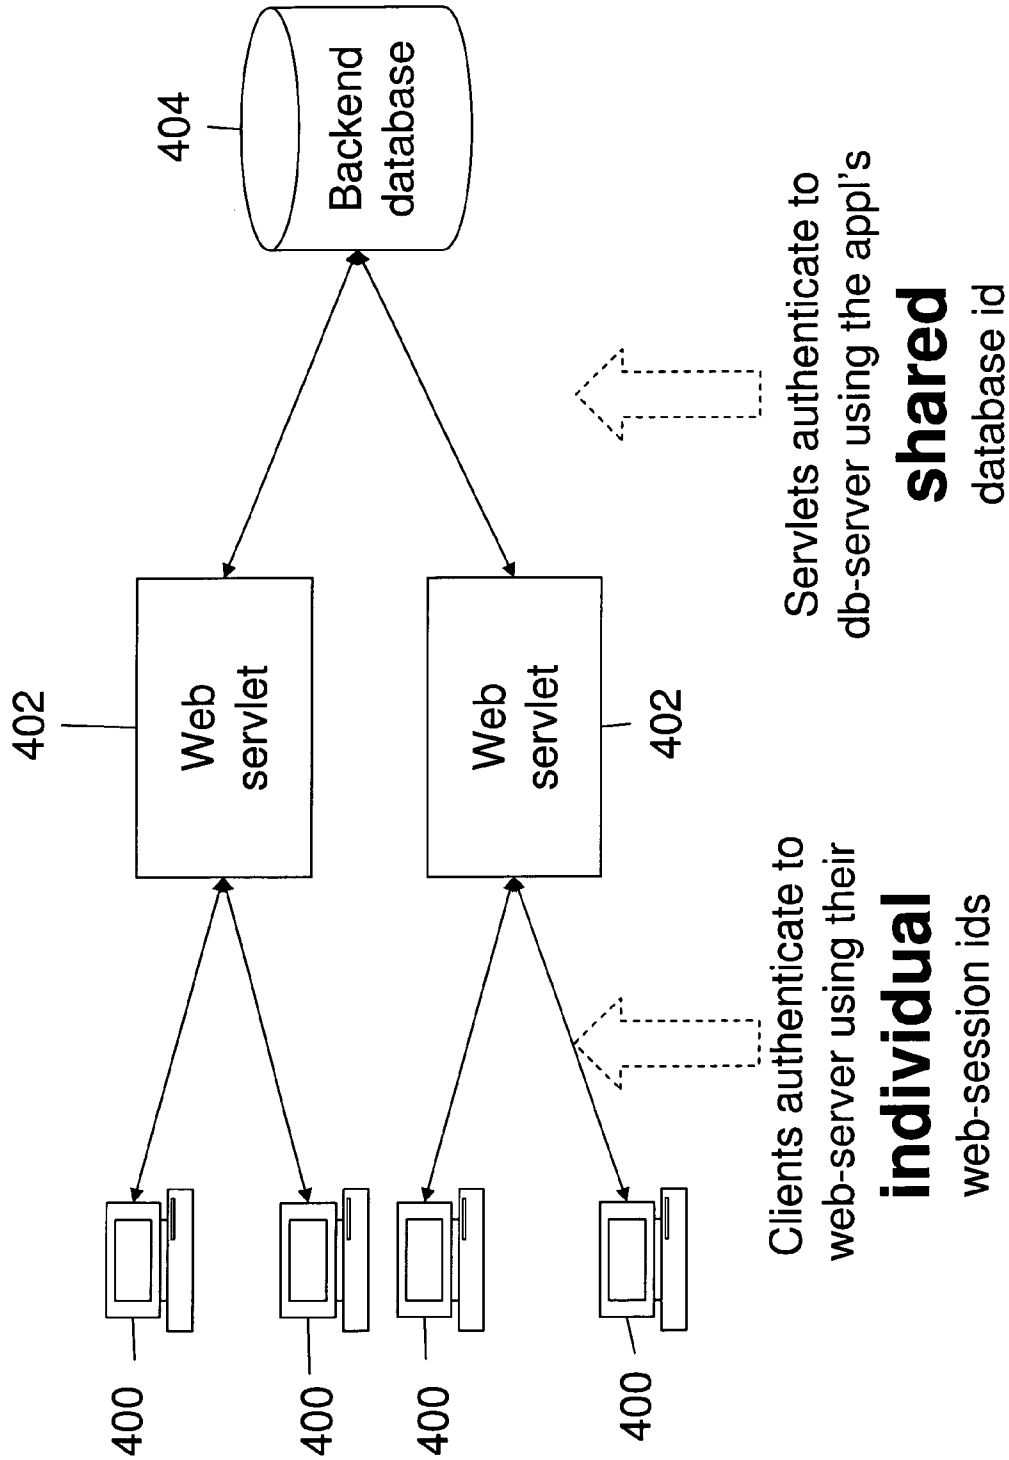 400
400
400
400
402
Web
servlet
Web
servlet
402
404
Backend
database
Clients authenticate to
web-server using their
individual
web-session ids
Servlets authenticate to
db-server using the appl's
shared
database id